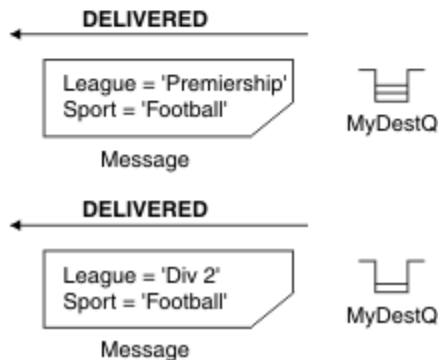 DELIVERED
League = 'Premiership'
Sport = 'Football'
MyDestQ
Message
DELIVERED
League = 'Div 2'
Sport = 'Football'
MyDestQ
Message